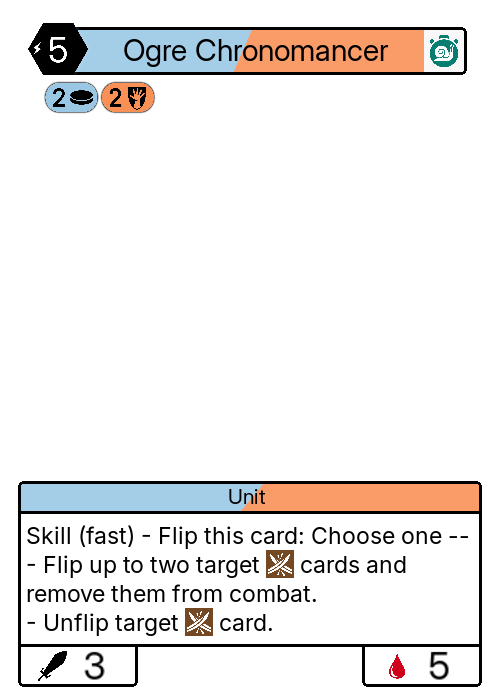 5 Ogre Chronomancer
2 2
Unit
Skill (fast) - Flip this card: Choose one --
- Flip up to two target cards and
remove them from combat.
- Unflip target card.
3 5